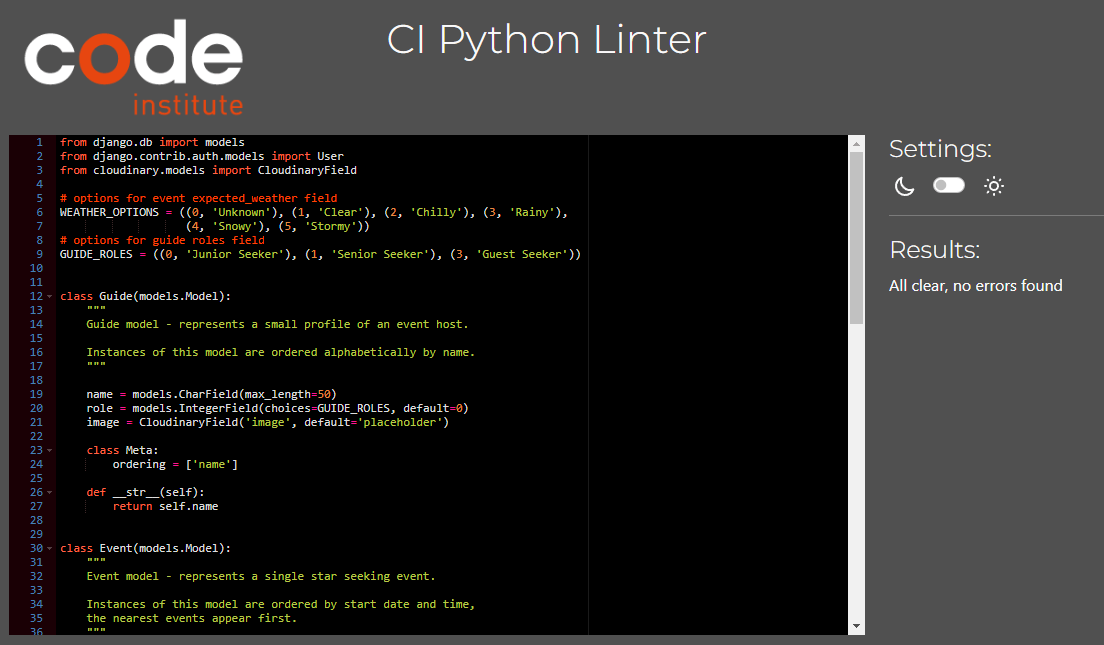 code
institute
CI Python Linter
1 from django.db import models
2 from django.contrib.auth.models import User
3 from cloudinary.models import CloudinaryField
4
5 # options for event expected_weather field
6 WEATHER_OPTIONS = ((0, 'Unknown'), (1, 'Clear'), (2, 'Chilly'), (3, 'Rainy'),
7                    (4, 'Snowy'), (5, 'Stormy'))
8 # options for guide roles field
9 GUIDE_ROLES = ((0, 'Junior Seeker'), (1, 'Senior Seeker'), (3, 'Guest Seeker'))
10
11
12 class Guide(models.Model):
13     """
14     Guide model - represents a small profile of an event host.
15
16     Instances of this model are ordered alphabetically by name.
17     """
18
19     name = models.CharField(max_length=50)
20     role = models.IntegerField(choices=GUIDE_ROLES, default=0)
21     image = CloudinaryField('image', default='placeholder')
22
23     class Meta:
24         ordering = ['name']
25
26     def __str__(self):
27         return self.name
28
29
30 class Event(models.Model):
31     """
32     Event model - represents a single star seeking event.
33
34     Instances of this model are ordered by start date and time,
35     the nearest events appear first.
36     """
Settings:
Results:
All clear, no errors found